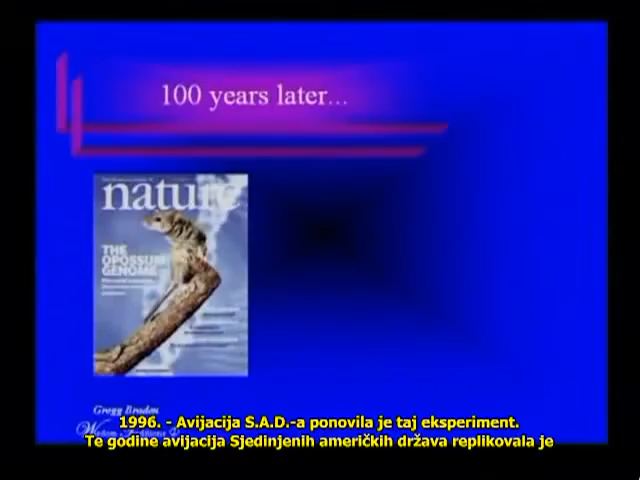 100 years later...
nature
THE
OPOSSUM
GENOME
Gregg Braden
1996. - Avijacija S.A.D.-a ponovila je taj eksperiment.
Te godine avijacija Sjedinjenih američkih država replikovala je